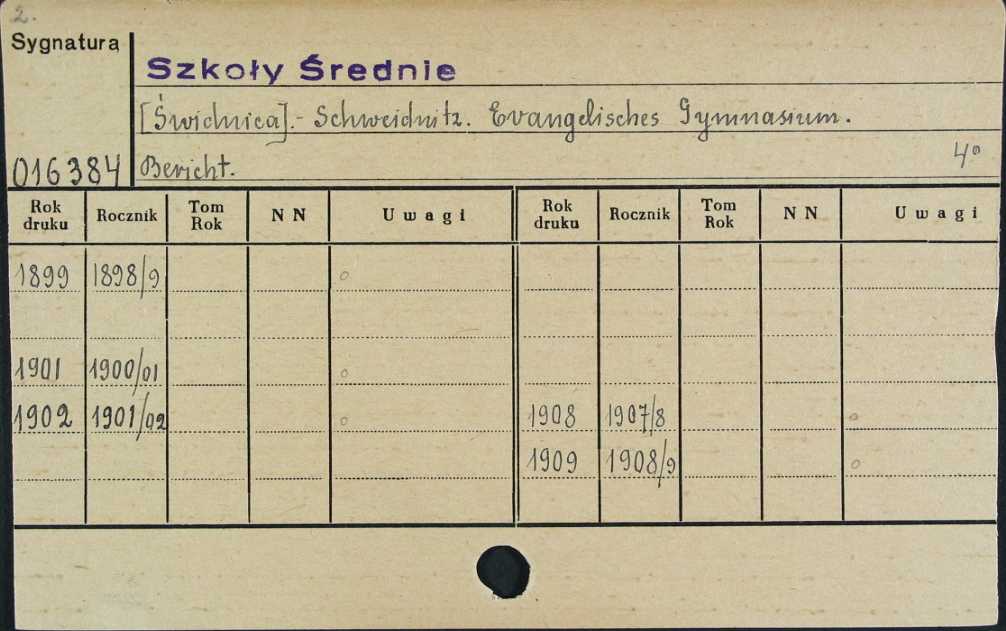 2.
Sygnatura
Szkoły Średnie
[Świdnica].- Schweidnitz. Evangelisches Gymnasium.
016384 Bericht. 4°
Rok druku Rocznik Tom Rok NN Uwagi Rok druku Rocznik Tom Rok NN Uwagi
1899 1898/9 o
1901 1900/01 o
1902 1901/02 o 1908 1907/8 o
1909 1908/9 o